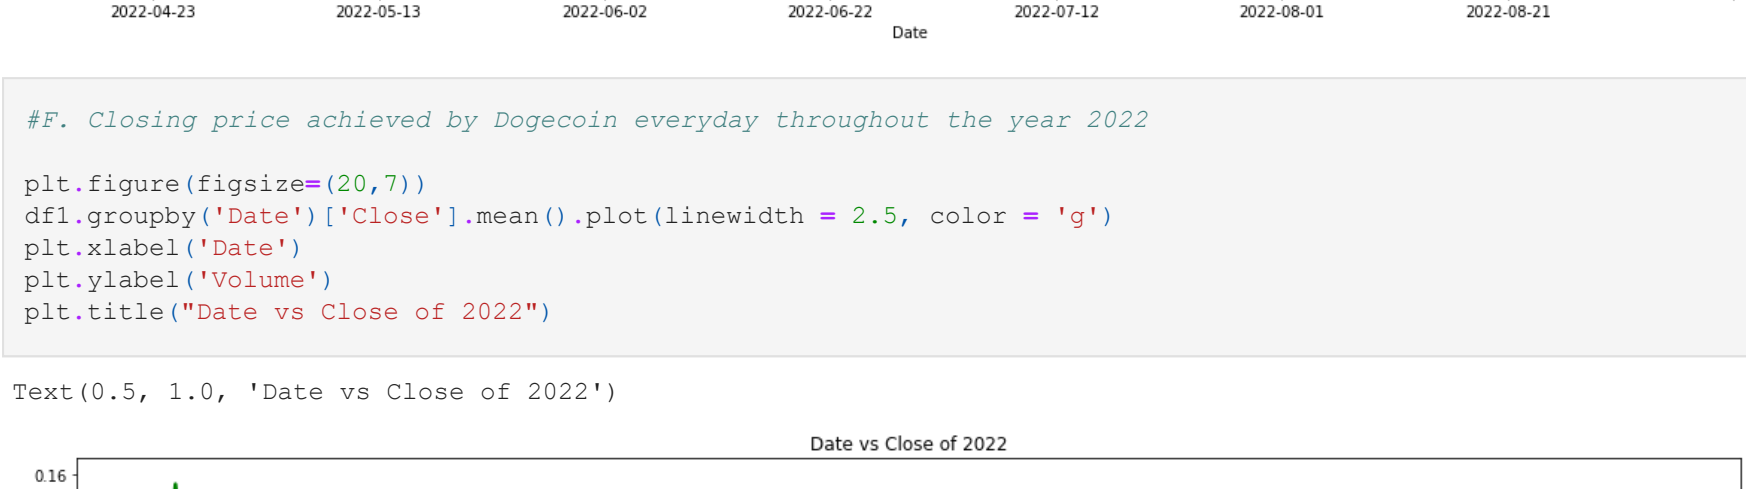 2022-04-23 2022-05-13 2022-06-02 2022-06-22 2022-07-12 2022-08-01 2022-08-21
Date
#F. Closing price achieved by Dogecoin everyday throughout the year 2022
plt.figure(figsize=(20,7))
df1.groupby('Date')['Close'].mean().plot(linewidth = 2.5, color = 'g')
plt.xlabel('Date')
plt.ylabel('Volume')
plt.title("Date vs Close of 2022")
Text(0.5, 1.0, 'Date vs Close of 2022')
Date vs Close of 2022
0.16